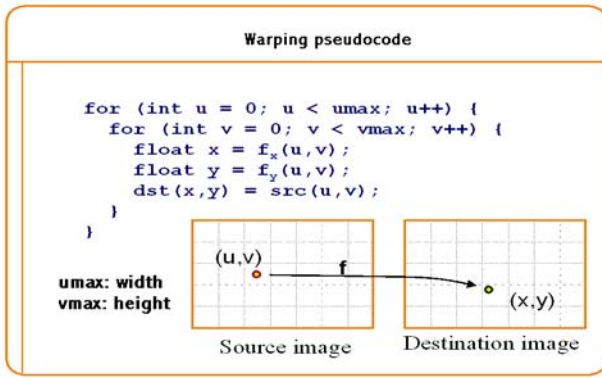 Warping pseudocode
for (int u = 0; u < umax; u++) {
for (int v = 0; v < vmax; v++) {
float x = fx(u,v);
float y = fy(u,v);
dst(x,y) = src(u,v);
}
}
umax: width
vmax: height
(u,v)
f
(x,y)
Source image
Destination image